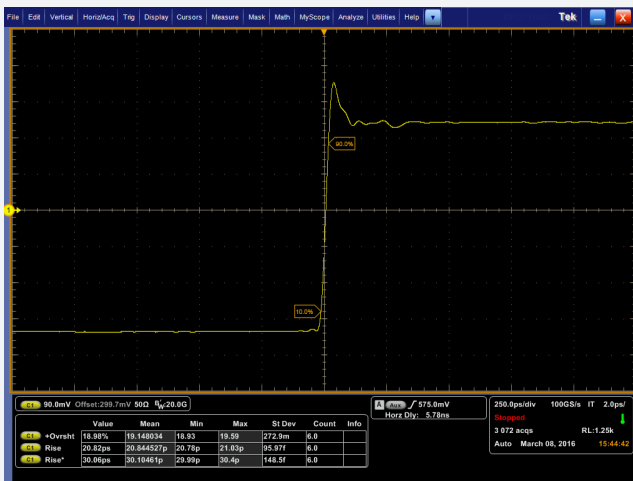 File Edit Vertical Horiz/Acq Trig Display Cursors Measure Mask Math MyScope Analyze Utilities Help Tek X
90.0%
1
10.0%
C1 90.0mV Offset:299.7mV 50Ω BW:20.0G
A Aux 575.0mV
Horz Dly: 5.78ns
250.0ps/div 100GS/s IT 2.0ps/
Stopped
3 072 acqs RL:1.25k
Auto March 08, 2016 15:44:42
Value Mean Min Max St Dev Count Info
C1 +Ovrsht 18.98% 19.148034 18.93 19.59 272.9m 6.0
C1 Rise 20.82ps 20.844527p 20.78p 21.03p 95.97f 6.0
C1 Rise* 30.06ps 30.10461p 29.99p 30.4p 148.5f 6.0